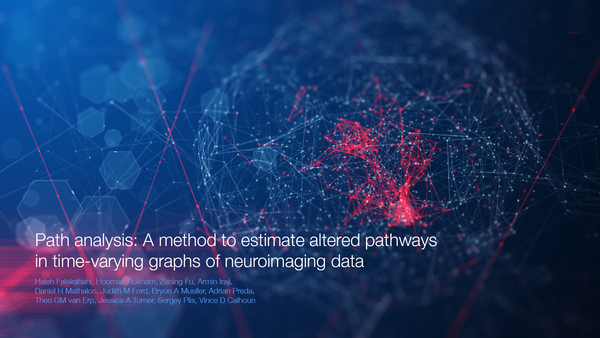 Path analysis: A method to estimate altered pathways
in time-varying graphs of neuroimaging data
Haleh Falakshahi, Hooman Rokham, Zening Fu, Armin Iraji,
Daniel H Mathalon, Judith M Ford, Bryon A Mueller, Adrian Preda,
Theo GM van Erp, Jessica A Turner, Sergey Plis, Vince D Calhoun